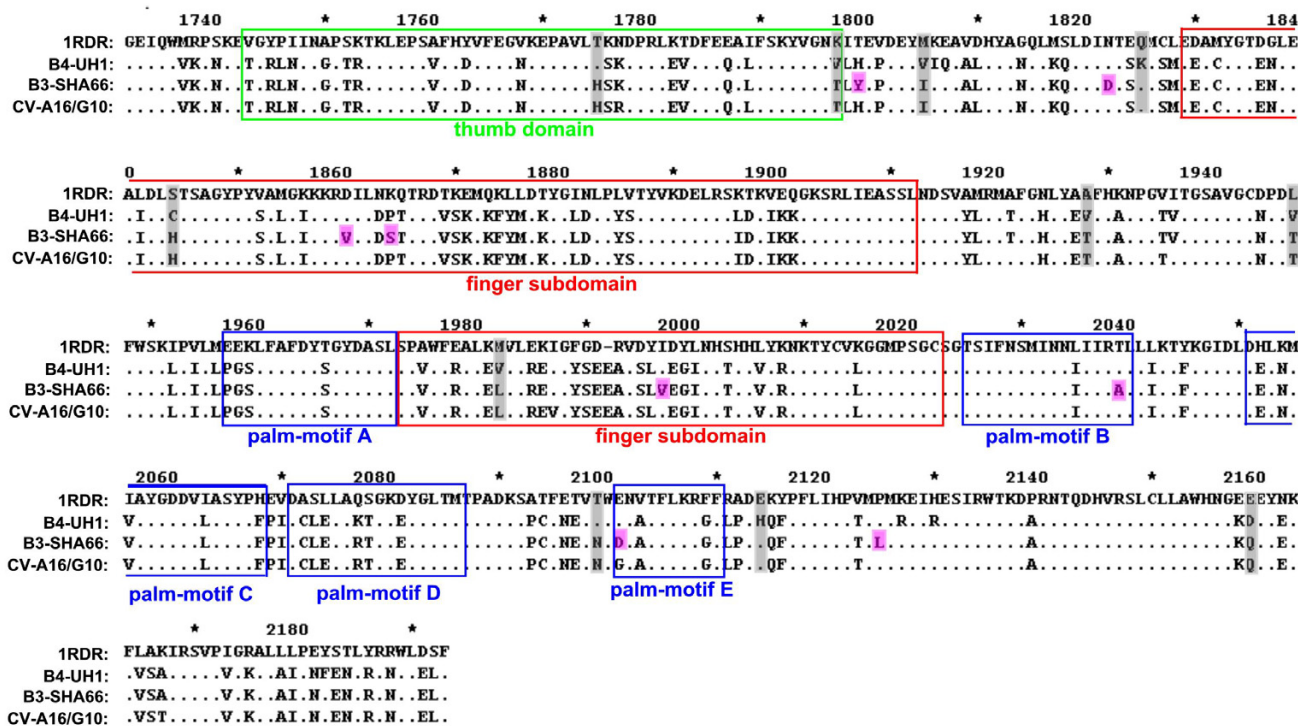 1740 * 1760 * 1780 * 1800 * 1820 * 184
1RDR: GEIQWMRPSKEVGYPIINAPSKTKLEPSAFHYVFEGVKEPAVLTKNDPRLKTDFEEAIFSKYVGNKITEVDEYMKEAVDHYAGQLMSLDINTEQMCLEDAMYGTDGLE
B4-UH1: .....VK.N..T.RLN..G.TR......V..D....N.......SK....EV...Q.L.......VLH.P....VIQ.AL...N..KQ.....S.K.SM.E.C...EN..
B3-SHA66: .....VK.N..T.RLN..G.TR......V..D....N......HSK....EV...Q.L.......TLY.P....I...AL...N..KQ...D.S...SM.E.C...EN..
CV-A16/G10: .....VK.N..T.RLN..G.TR......V..D....N......HSR....EV...Q.L.......TLH.P....I...AL...N..KQ.....S...SM.E.C...EN..
thumb domain
0 * 1860 * 1880 * 1900 * 1920 * 1940
1RDR: ALDLSTSAGYPYVAMGKKKRDILNKQTRDTKEMQKLLDTYGINLPLVTYVKDELRSKTKVEQGKSRLIEASSLNDSVAMRMAFGNLYAAFHKNPGVITGSAVGCDPDL
B4-UH1: .I..C.......S..L.I.....DPT...VSK.KFYM.K..LD..YS.........LD.IKK...............YL..T..H.EV.A...TV......N..V
B3-SHA66: .I..H.......S..L.I...V..DST...VSK.KFYM.K..LD..YS.........ID.IKK...............YL..T..H.ET.A...TV......N..T
CV-A16/G10: .I..H.......S..L.I.....DPT...VSK.KFYM.K..LD..YS.........LD.IKK...............YL..T..H.ET.A...T.......N..T
finger subdomain
* 1960 * 1980 * 2000 * 2020 * 2040 *
1RDR: FWSKIPVLMEEKLFAFDYTGYDASLSPAWFEALKMVLEKIGFGD-RVDYIDYLNHSHHLYKNKTYCVKGGMPSGCSGTSIFNSMINNLIIRTLLLKTYKGIDLDHLKM
B4-UH1: ....L.I.LPGS.......S.........V..R.EV..RE..YSEEA.SL.EGI..T..V.R......L....................I.....I.F......E.N.
B3-SHA66: ....L.I.LPGS.......S.........V..R.EL..RE..YSEEA.SLVEGI..T..V.R......L....................I...A.I.F......E.N.
CV-A16/G10: ....L.I.LPGS.......S.........V..R.EL..REV.YSEEA.SL.EGI..T..V.R......L....................I.....I.F......E.N.
palm-motif A
finger subdomain
palm-motif B
2060 * 2080 * 2100 * 2120 * 2140 * 2160
1RDR: IAYGDDVIASYPHEVDASLLAQSGKDYGLTMTPADKSATFETVTWENVTFLKRFFRADEKYPFLIHPVMPMKEIHESIRWTKDPRNTQDHVRSLCLLAWHNGEEEYNK
B4-UH1: V......L....FPI.CLE..KT..E...........PC.NE.....A.....G.LP.HQF......T...R..R........A..................KD..E.
B3-SHA66: V......L....FPI.CLE..RT..E...........PC.NE.ND.A.....G.LP..QF......T.L.............A..................KQ..E.
CV-A16/G10: V......L....FPI.CLE..RT..E...........PC.NE.NG.A.....G.LP..QF......T...............A..................KQ..E.
palm-motif C
palm-motif D
palm-motif E
* 2180 *
1RDR: FLAKIRSVPIGRALLLPEYSTLYRRWLDSF
B4-UH1: .VSA.....V.K..AI.NFEN.R.N..EL.
B3-SHA66: .VSA.....V.K..AI.N.EN.R.N..EL.
CV-A16/G10: .VST.....V.K..AI.N.EN.R.N..EL.